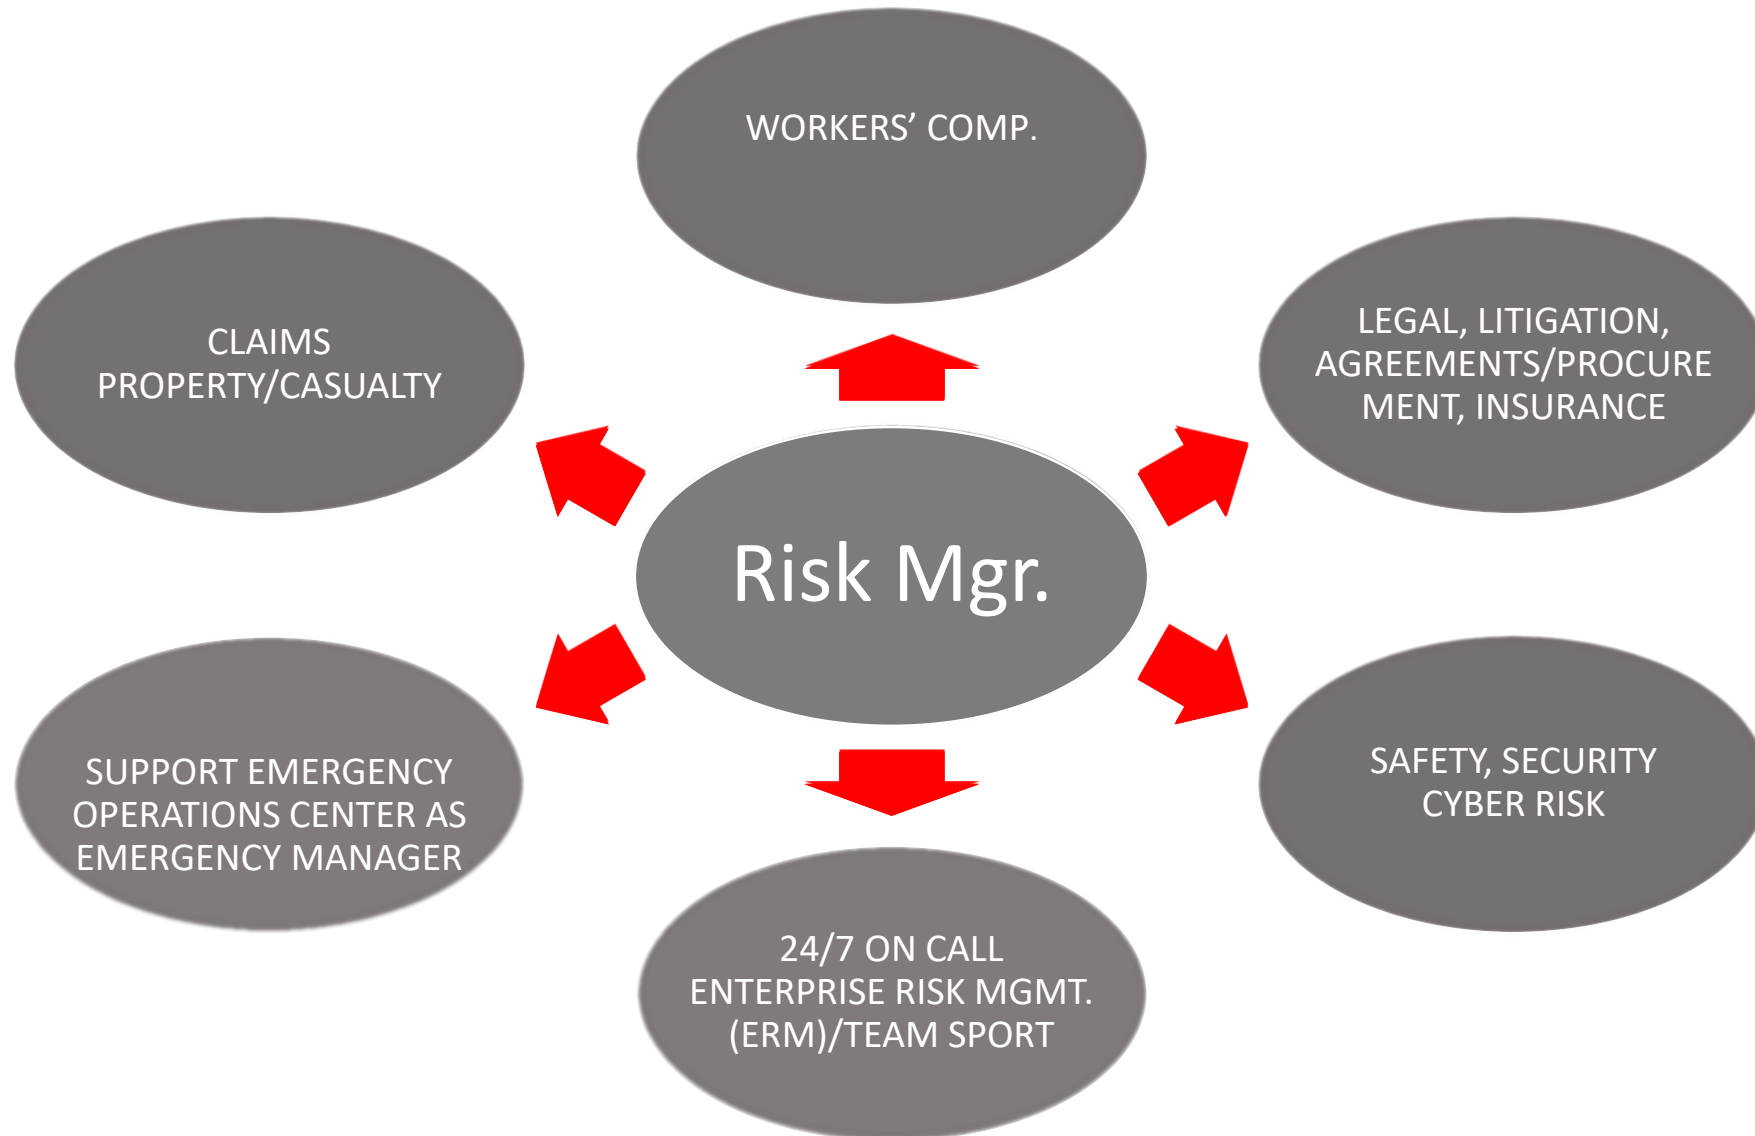 WORKERS’ COMP.
CLAIMS
PROPERTY/CASUALTY
LEGAL, LITIGATION,
AGREEMENTS/PROCURE
MENT, INSURANCE
Risk Mgr.
SUPPORT EMERGENCY
OPERATIONS CENTER AS
EMERGENCY MANAGER
SAFETY, SECURITY
CYBER RISK
24/7 ON CALL
ENTERPRISE RISK MGMT.
(ERM)/TEAM SPORT